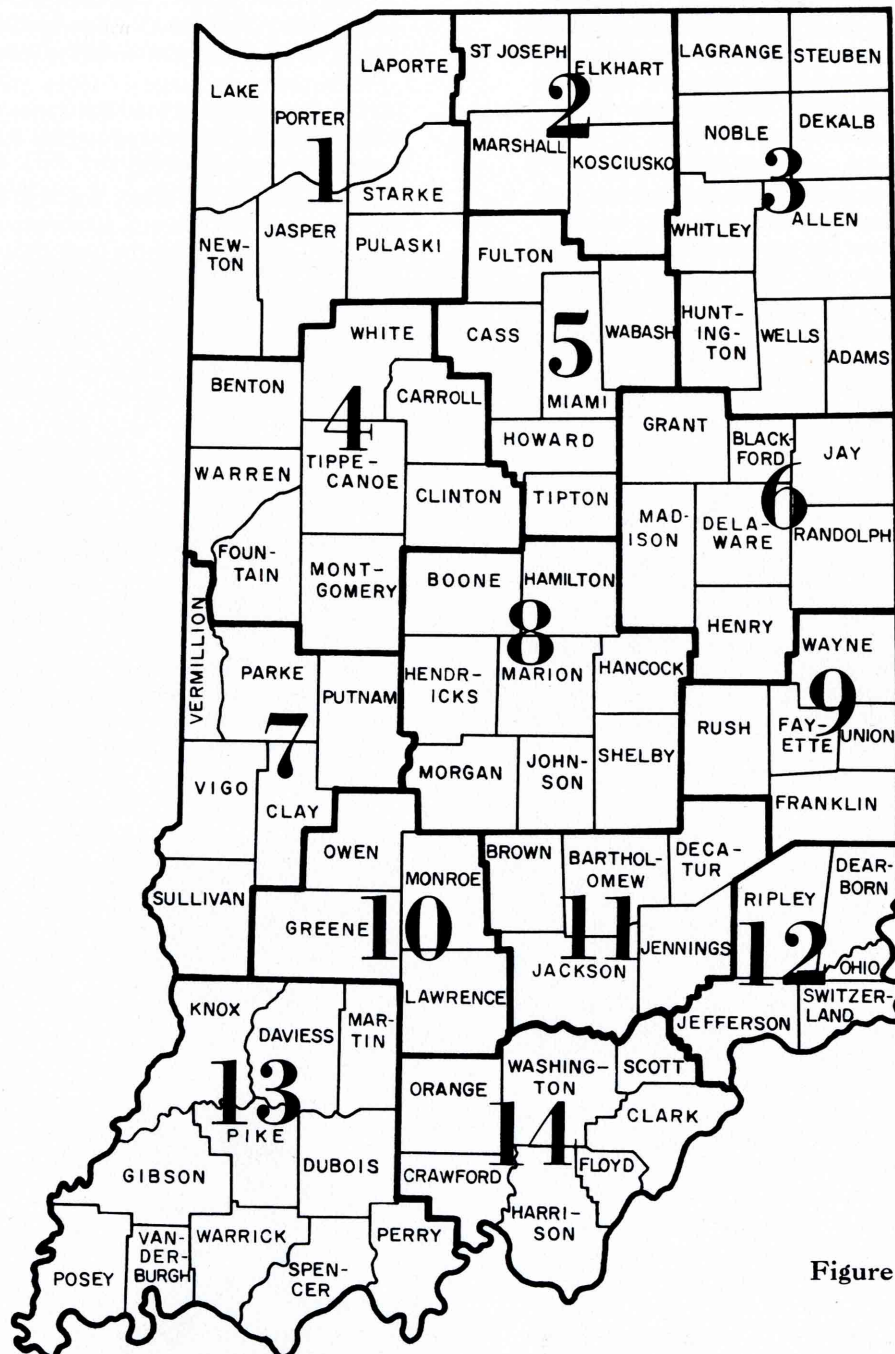 LAKE
PORTER
LAPORTE
1
STARKE
NEW-
TON
JASPER
PULASKI
ST JOSEPH
ELKHART
2
MARSHALL
KOSCIUSKO
LAGRANGE
STEUBEN
NOBLE
DEKALB
3
ALLEN
WHITLEY
HUNT-
ING-
TON
WELLS
ADAMS
FULTON
CASS
5
WABASH
MIAMI
HOWARD
TIPTON
WHITE
BENTON
CARROLL
4
WARREN
TIPPE-
CANOE
CLINTON
FOUN-
TAIN
MONT-
GOMERY
GRANT
BLACK-
FORD
JAY
6
MAD-
ISON
DELA-
WARE
RANDOLPH
HENRY
BOONE
HAMILTON
8
HENDR-
ICKS
MARION
HANCOCK
MORGAN
JOHN-
SON
SHELBY
VERMILLION
PARKE
PUTNAM
7
VIGO
CLAY
SULLIVAN
WAYNE
9
RUSH
FAY-
ETTE
UNION
FRANKLIN
OWEN
MONROE
GREENE
10
LAWRENCE
BROWN
BARTHOL-
OMEW
DECA-
TUR
11
JENNINGS
JACKSON
DEAR-
BORN
RIPLEY
12
OHIO
SWITZER-
LAND
JEFFERSON
KNOX
DAVIESS
MAR-
TIN
13
PIKE
GIBSON
DUBOIS
POSEY
VAN-
DER-
BURGH
WARRICK
SPEN-
CER
PERRY
ORANGE
WASHING-
TON
SCOTT
CLARK
14
CRAWFORD
FLOYD
HARRI-
SON
Figure